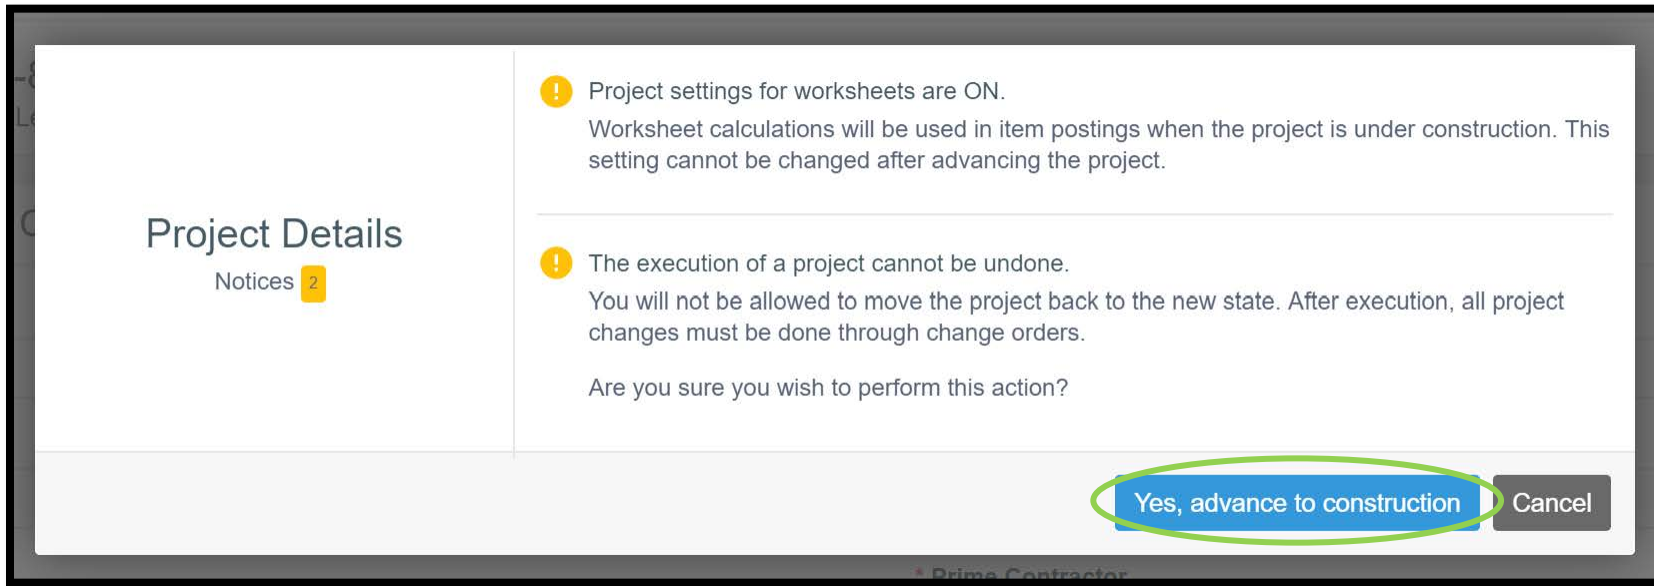 Project Details
Notices 2
Project settings for worksheets are ON.
Worksheet calculations will be used in item postings when the project is under construction. This
setting cannot be changed after advancing the project.
The execution of a project cannot be undone.
You will not be allowed to move the project back to the new state. After execution, all project
changes must be done through change orders.
Are you sure you wish to perform this action?
Yes, advance to construction
Cancel
* Prime Contractor